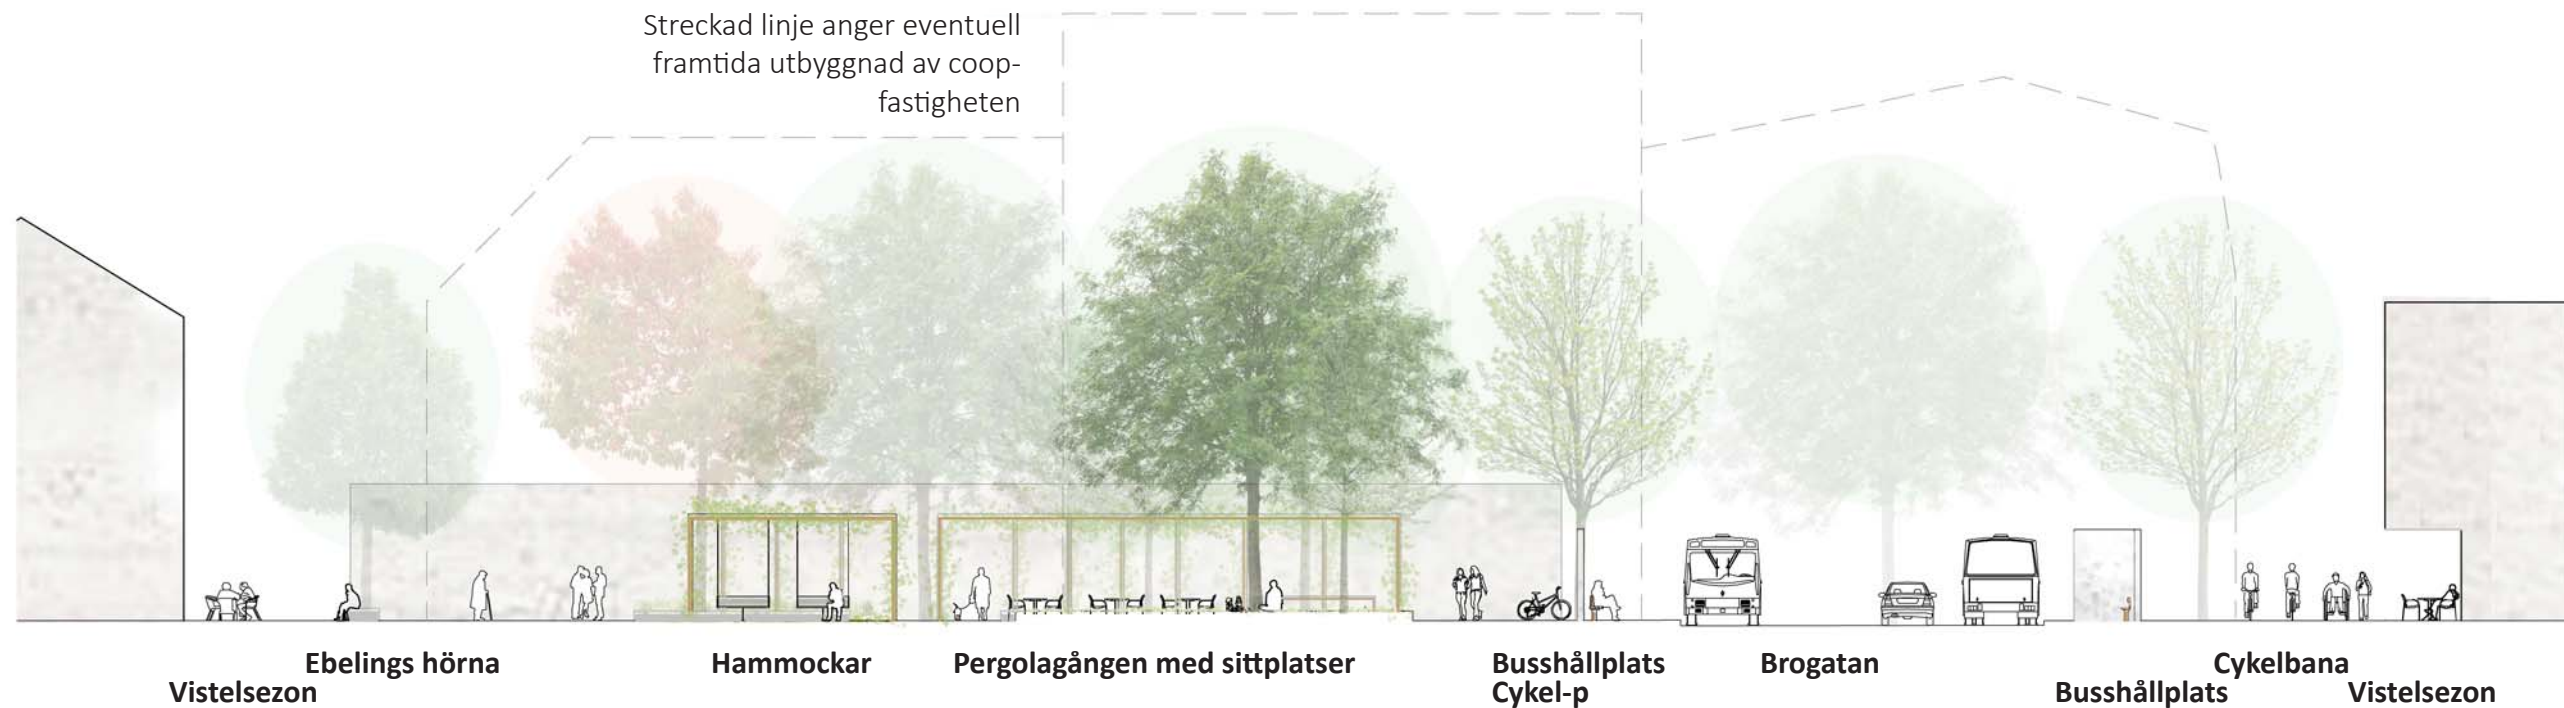 Streckad linje anger eventuell
framtida utbyggnad av coop-
fastigheten
Ebelings hörna
Vistelsezon
Hammockar
Pergolagången med sittplatser
Busshållplats
Cykel-p
Brogatan
Cykelbana
Busshållplats
Vistelsezon